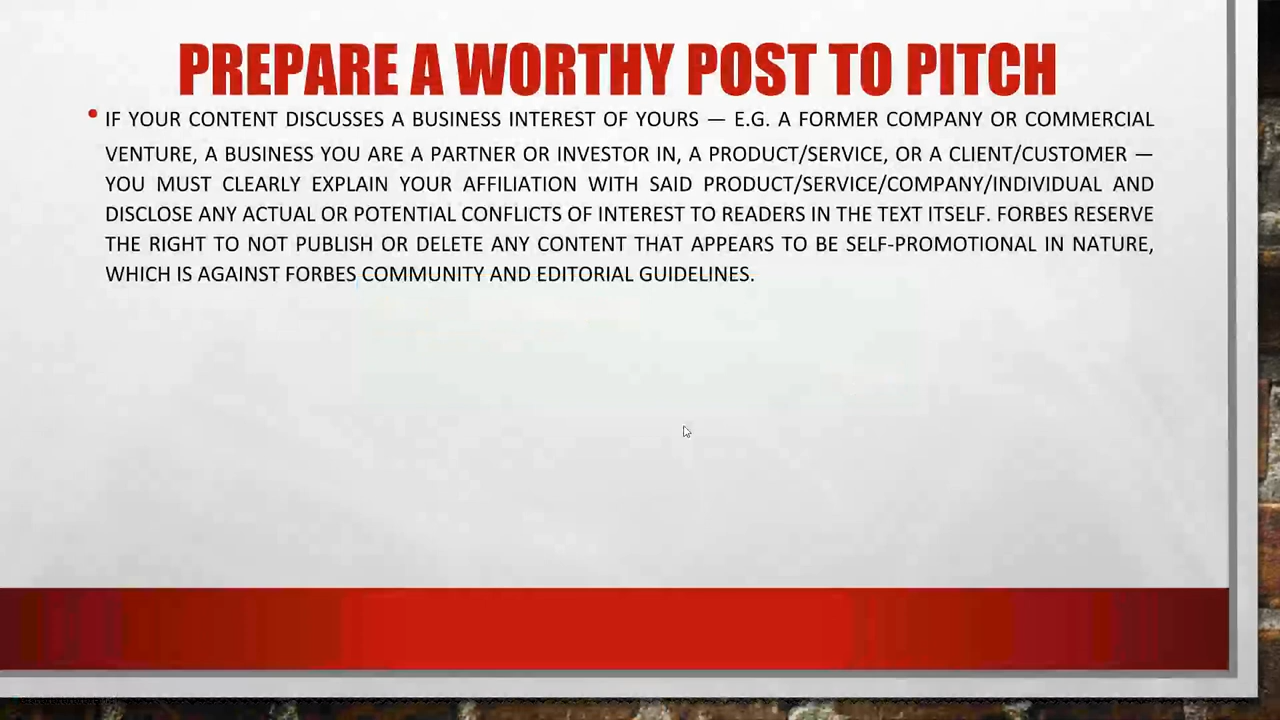 PREPARE A WORTHY POST TO PITCH
• IF YOUR CONTENT DISCUSSES A BUSINESS INTEREST OF YOURS — E.G. A FORMER COMPANY OR COMMERCIAL
VENTURE, A BUSINESS YOU ARE A PARTNER OR INVESTOR IN, A PRODUCT/SERVICE, OR A CLIENT/CUSTOMER —
YOU MUST CLEARLY EXPLAIN YOUR AFFILIATION WITH SAID PRODUCT/SERVICE/COMPANY/INDIVIDUAL AND
DISCLOSE ANY ACTUAL OR POTENTIAL CONFLICTS OF INTEREST TO READERS IN THE TEXT ITSELF. FORBES RESERVE
THE RIGHT TO NOT PUBLISH OR DELETE ANY CONTENT THAT APPEARS TO BE SELF-PROMOTIONAL IN NATURE,
WHICH IS AGAINST FORBES COMMUNITY AND EDITORIAL GUIDELINES.